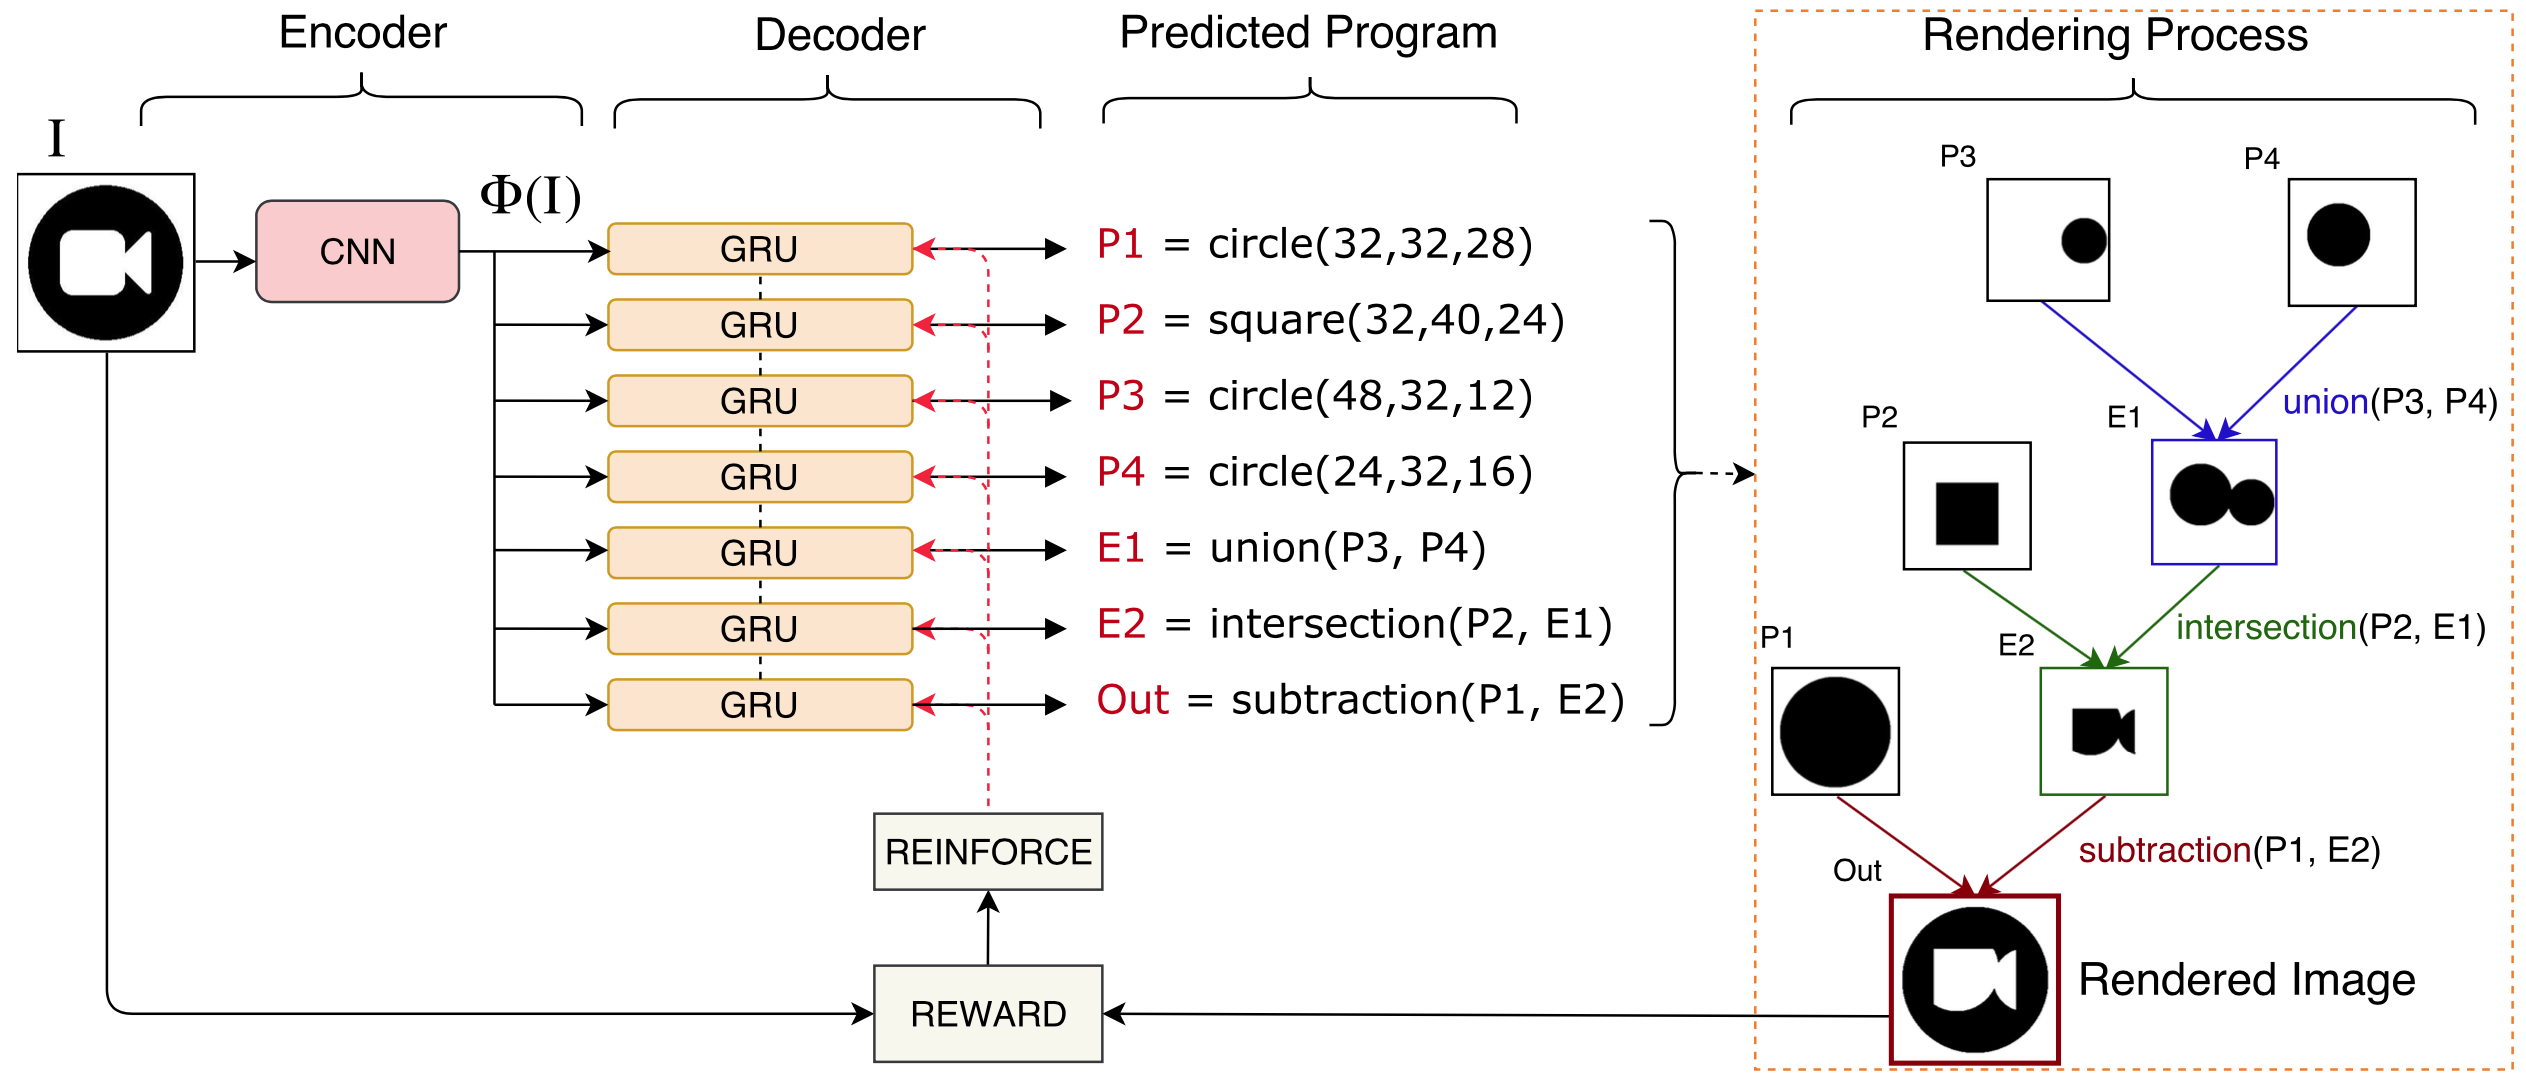 Encoder
Decoder
Predicted Program
Rendering Process
I
Φ(I)
CNN
GRU
GRU
GRU
GRU
GRU
GRU
GRU
P1 = circle(32,32,28)
P2 = square(32,40,24)
P3 = circle(48,32,12)
P4 = circle(24,32,16)
E1 = union(P3, P4)
E2 = intersection(P2, E1)
Out = subtraction(P1, E2)
REINFORCE
REWARD
P3
P4
union(P3, P4)
P2
E1
intersection(P2, E1)
P1
E2
subtraction(P1, E2)
Out
Rendered Image